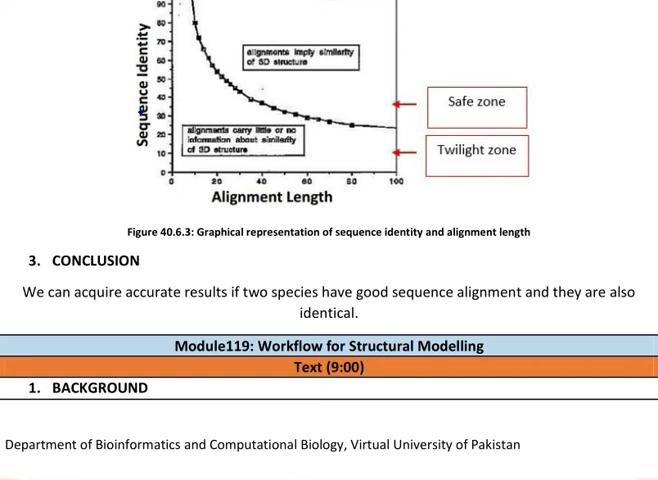 90
80
70
60
50
40
30
20
10
0
Sequence Identity
alignments imply similarity
of 3D structure
alignments carry little or no
information about similarity
of 3D structure
Safe zone
Twilight zone
0 20 40 60 80 100
Alignment Length
Figure 40.6.3: Graphical representation of sequence identity and alignment length
3. CONCLUSION
We can acquire accurate results if two species have good sequence alignment and they are also
identical.
Module119: Workflow for Structural Modelling
Text (9:00)
1. BACKGROUND
Department of Bioinformatics and Computational Biology, Virtual University of Pakistan